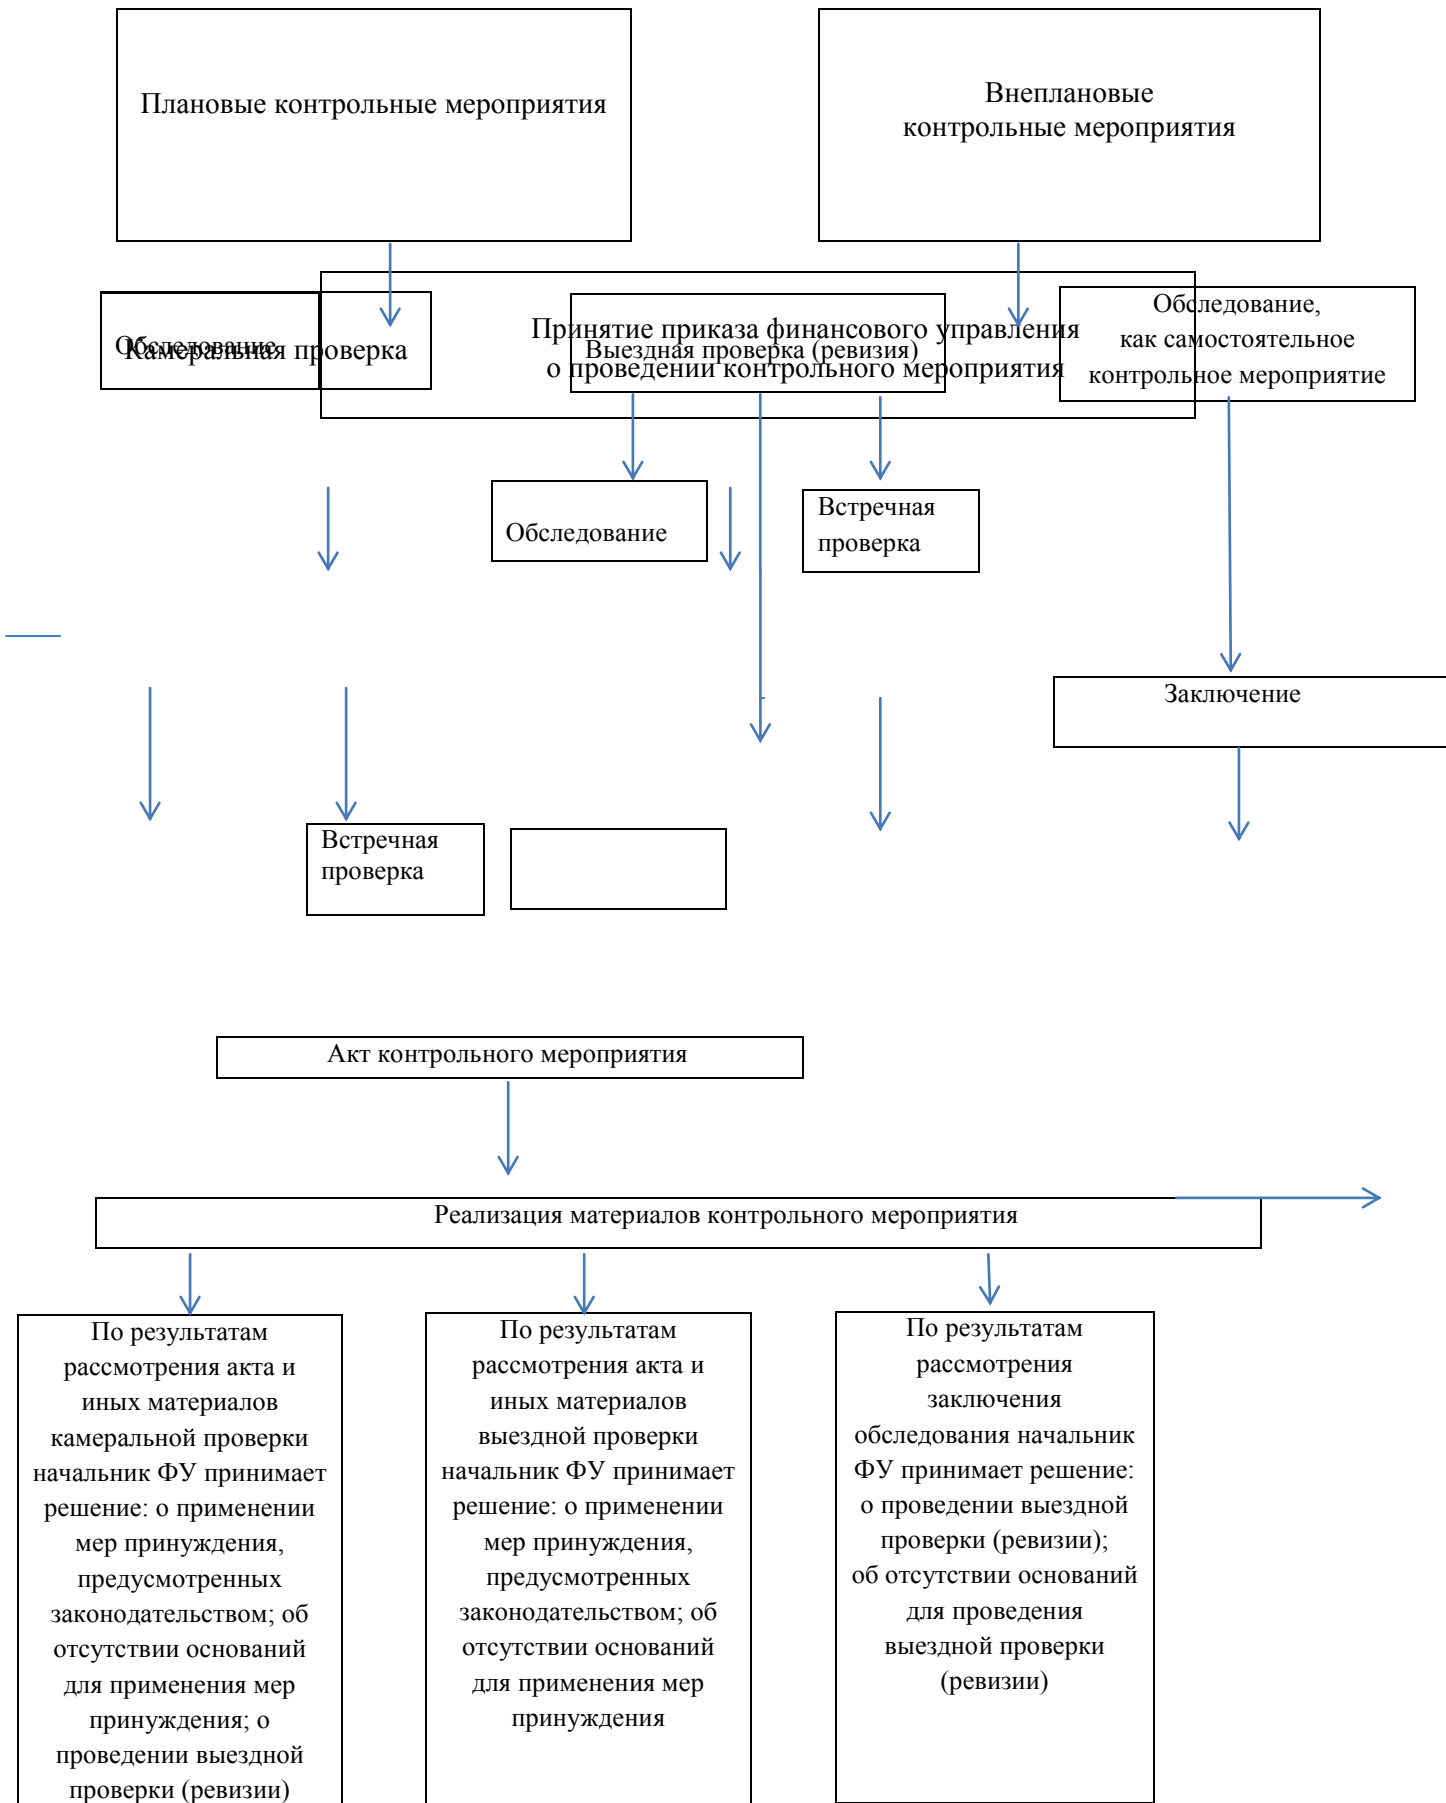 Плановые контрольные мероприятия
Внеплановые
контрольные мероприятия
Обследование
Камеральная проверка
Принятие приказа финансового управления
о проведении контрольного мероприятия
Выездная проверка (ревизия)
Обследование,
как самостоятельное
контрольное мероприятие
Обследование
Встречная
проверка
Заключение
Встречная
проверка
Акт контрольного мероприятия
Реализация материалов контрольного мероприятия
По результатам
рассмотрения акта и
иных материалов
камеральной проверки
начальник ФУ принимает
решение: о применении
мер принуждения,
предусмотренных
законодательством; об
отсутствии оснований
для применения мер
принуждения; о
проведении выездной
проверки (ревизии)
По результатам
рассмотрения акта и
иных материалов
выездной проверки
начальник ФУ принимает
решение: о применении
мер принуждения,
предусмотренных
законодательством; об
отсутствии оснований
для применения мер
принуждения
По результатам
рассмотрения
заключения
обследования начальник
ФУ принимает решение:
о проведении выездной
проверки (ревизии);
об отсутствии оснований
для проведения
выездной проверки
(ревизии)